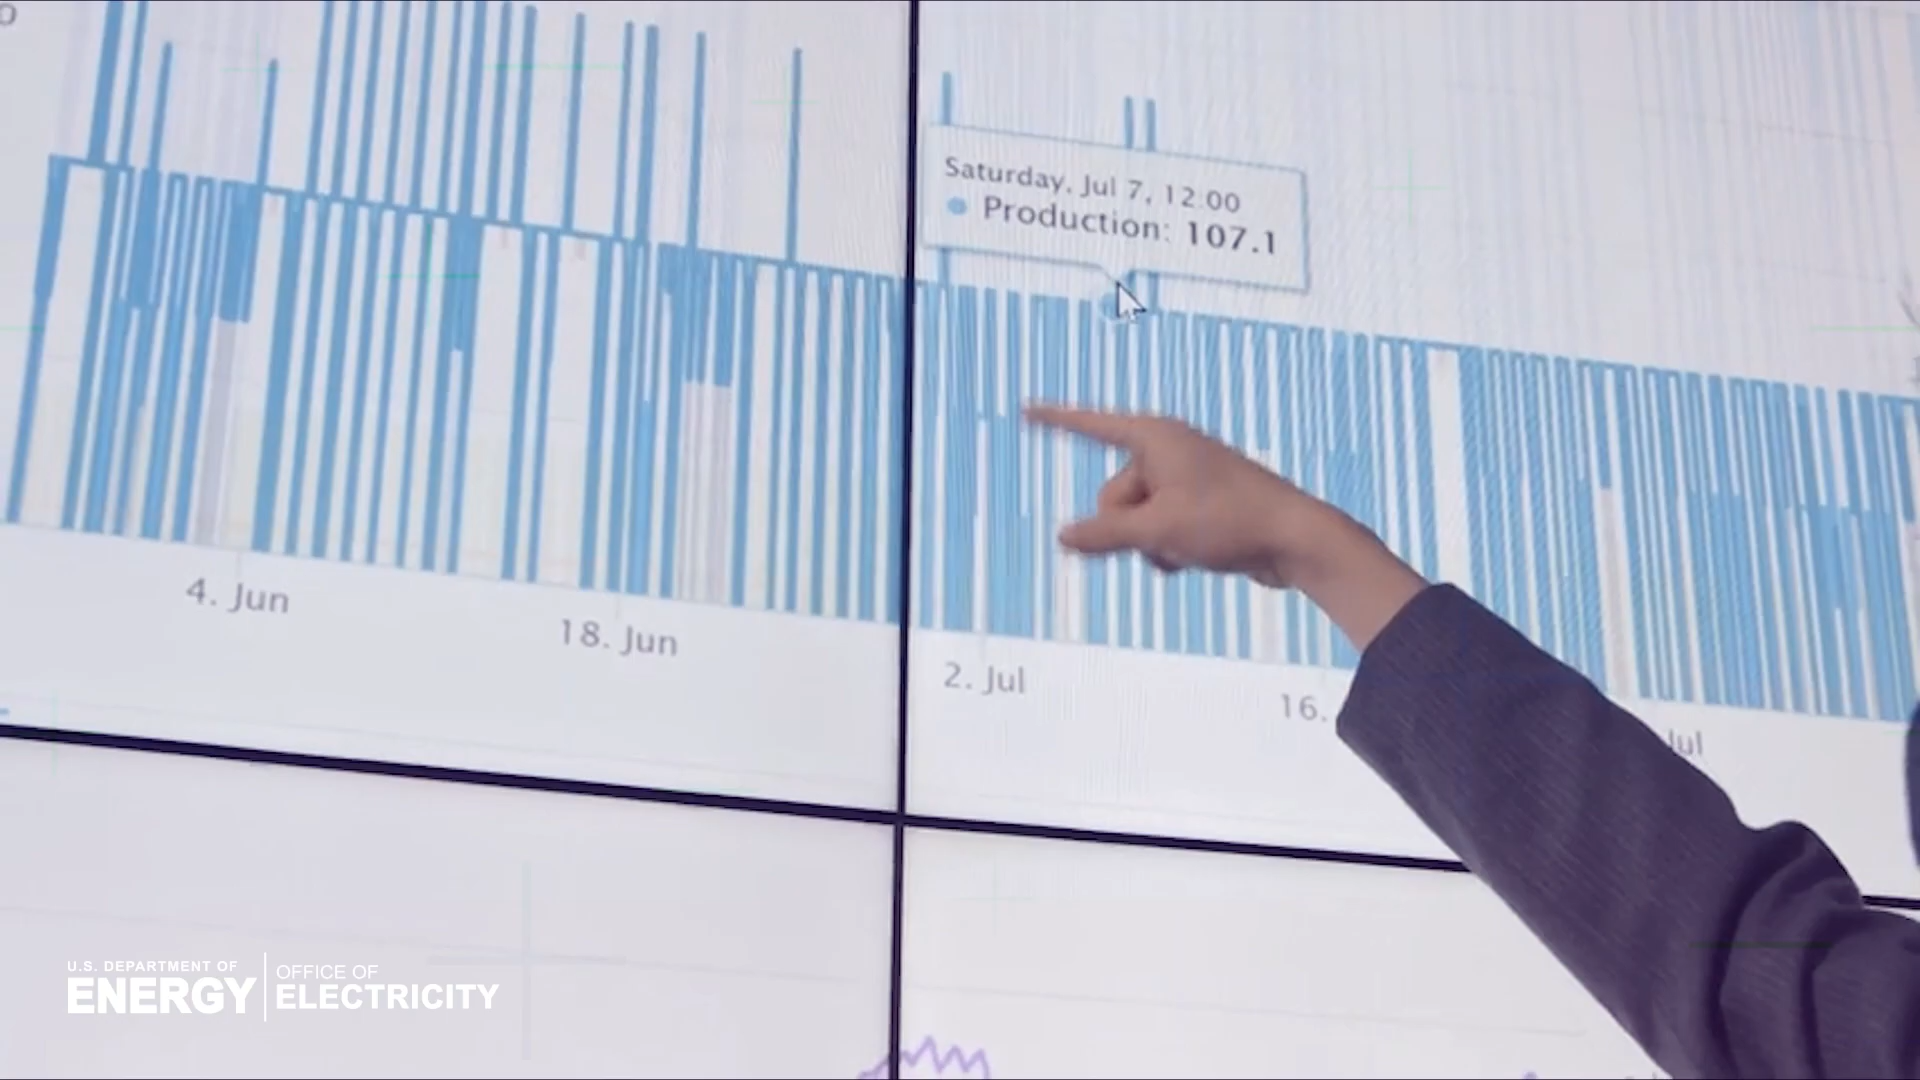 Saturday, Jul 7, 12:00
Production: 107.1
4. Jun
18. Jun
2. Jul
16.
Jul
U.S. DEPARTMENT OF
ENERGY
OFFICE OF
ELECTRICITY